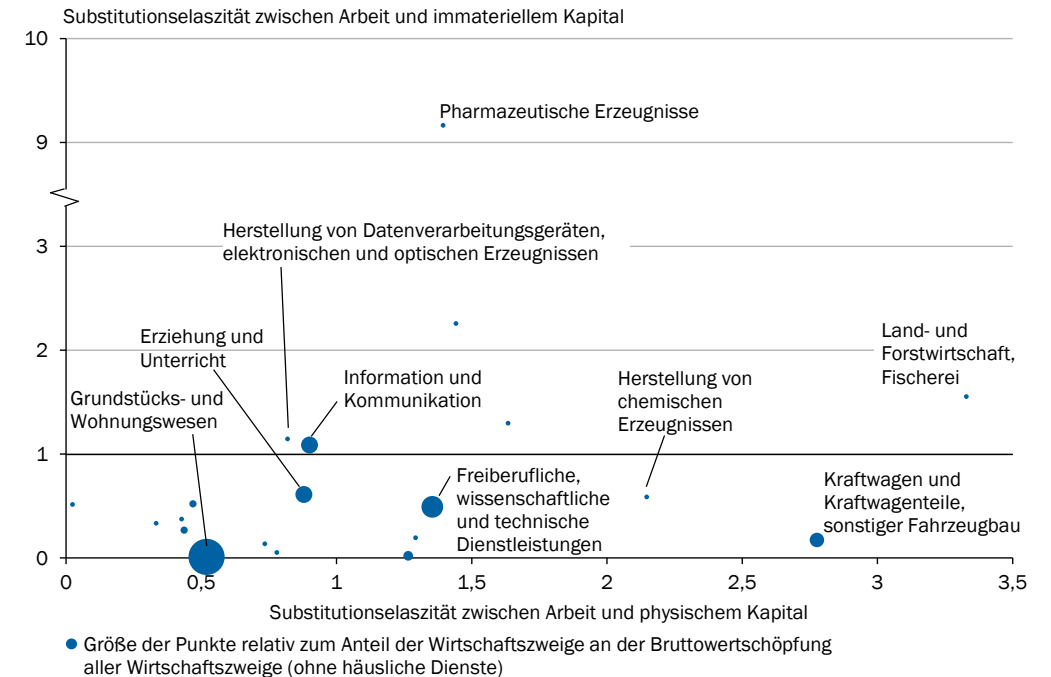 Substitutionselaszität zwischen Arbeit und immateriellem Kapital
10
Pharmazeutische Erzeugnisse
9
Herstellung von Datenverarbeitungsgeräten,
elektronischen und optischen Erzeugnissen
3
Erziehung und
Unterricht
Land- und
Forstwirtschaft,
Fischerei
2
Information und
Kommunikation
Herstellung von
chemischen
Erzeugnissen
Grundstücks- und
Wohnungswesen
1
Freiberufliche,
wissenschaftliche
und technische
Dienstleistungen
Kraftwagen und
Kraftwagenteile,
sonstiger Fahrzeugbau
0
0 0,5 1 1,5 2 2,5 3 3,5
Substitutionselaszität zwischen Arbeit und physischem Kapital
Größe der Punkte relativ zum Anteil der Wirtschaftszweige an der Bruttowertschöpfung
aller Wirtschaftszweige (ohne häusliche Dienste)